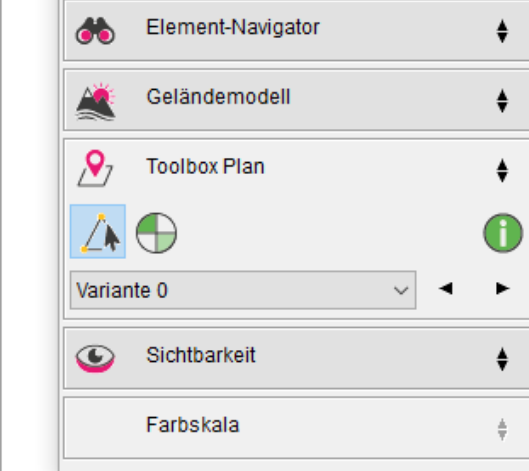 Element-Navigator
Geländemodell
Toolbox Plan
i
Variante 0
Sichtbarkeit
Farbskala